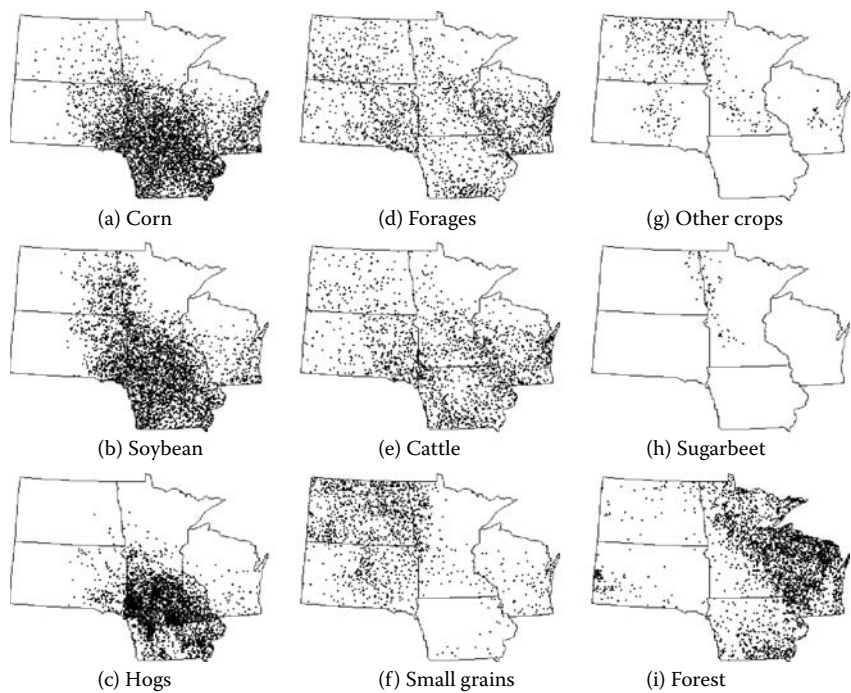 (a) Corn
(d) Forages
(g) Other crops
(b) Soybean
(e) Cattle
(h) Sugarbeet
(c) Hogs
(f) Small grains
(i) Forest